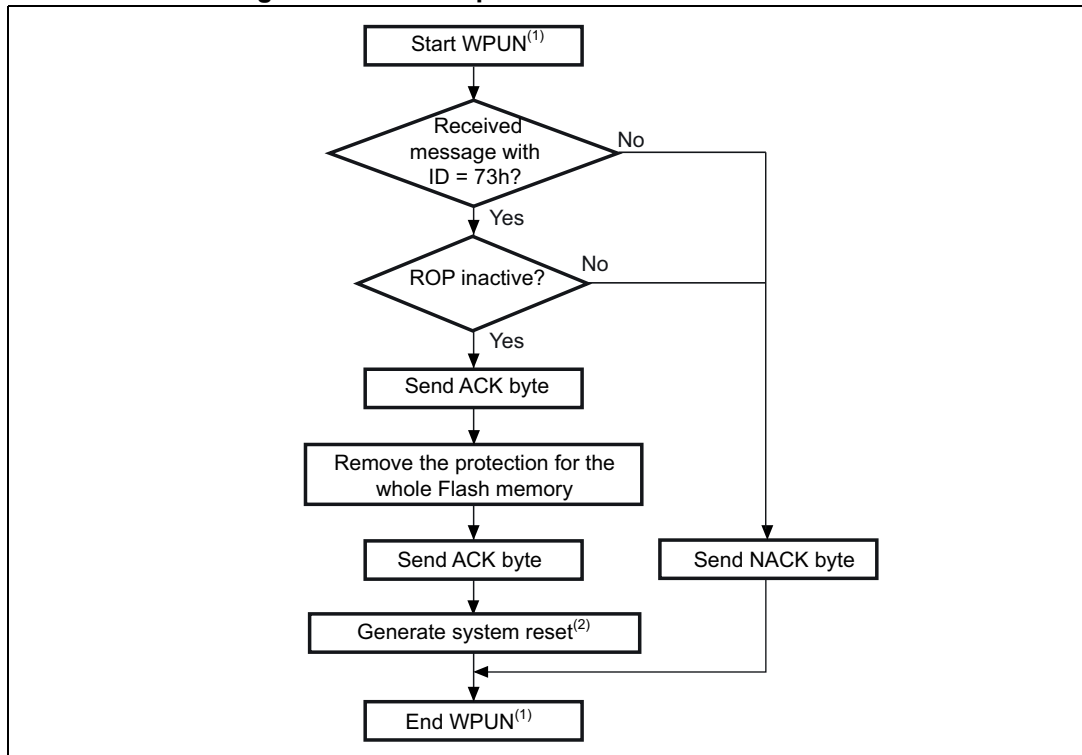 Start WPUN(1)
Received
message with
ID = 73h?
No
Yes
ROP inactive?
No
Yes
Send ACK byte
Remove the protection for the
whole Flash memory
Send ACK byte
Send NACK byte
Generate system reset(2)
End WPUN(1)